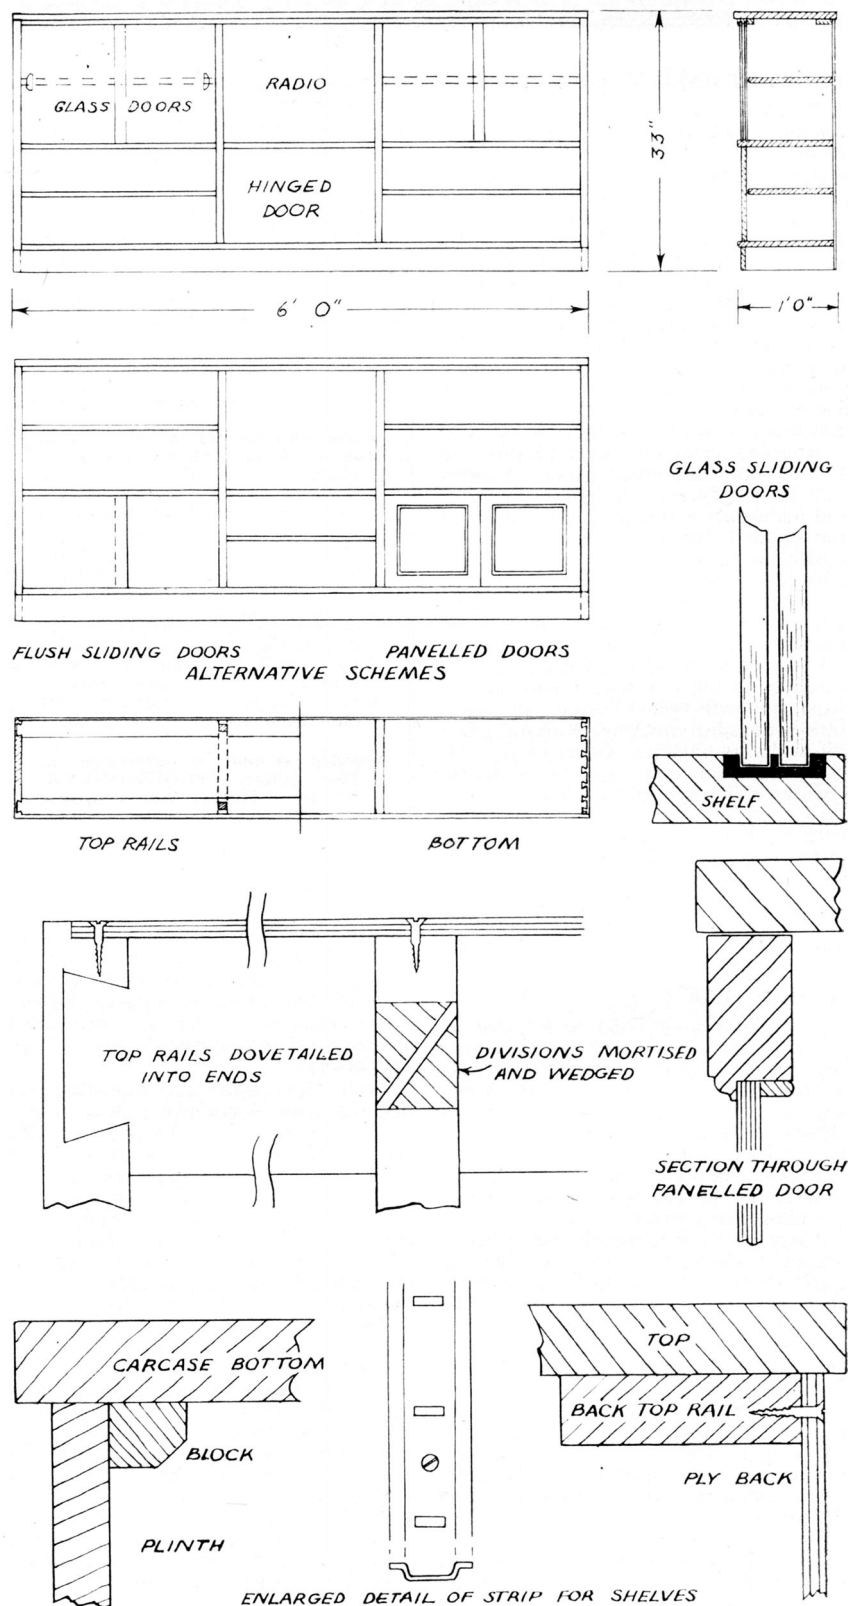 RADIO
GLASS DOORS
HINGED
DOOR
33"
6' 0"
1' 0"
GLASS SLIDING
DOORS
FLUSH SLIDING DOORS
PANELLED DOORS
ALTERNATIVE SCHEMES
SHELF
TOP RAILS
BOTTOM
TOP RAILS DOVETAILED
INTO ENDS
DIVISIONS MORTISED
AND WEDGED
SECTION THROUGH
PANELLED DOOR
CARCASE BOTTOM
BLOCK
PLINTH
TOP
BACK TOP RAIL
PLY BACK
ENLARGED DETAIL OF STRIP FOR SHELVES